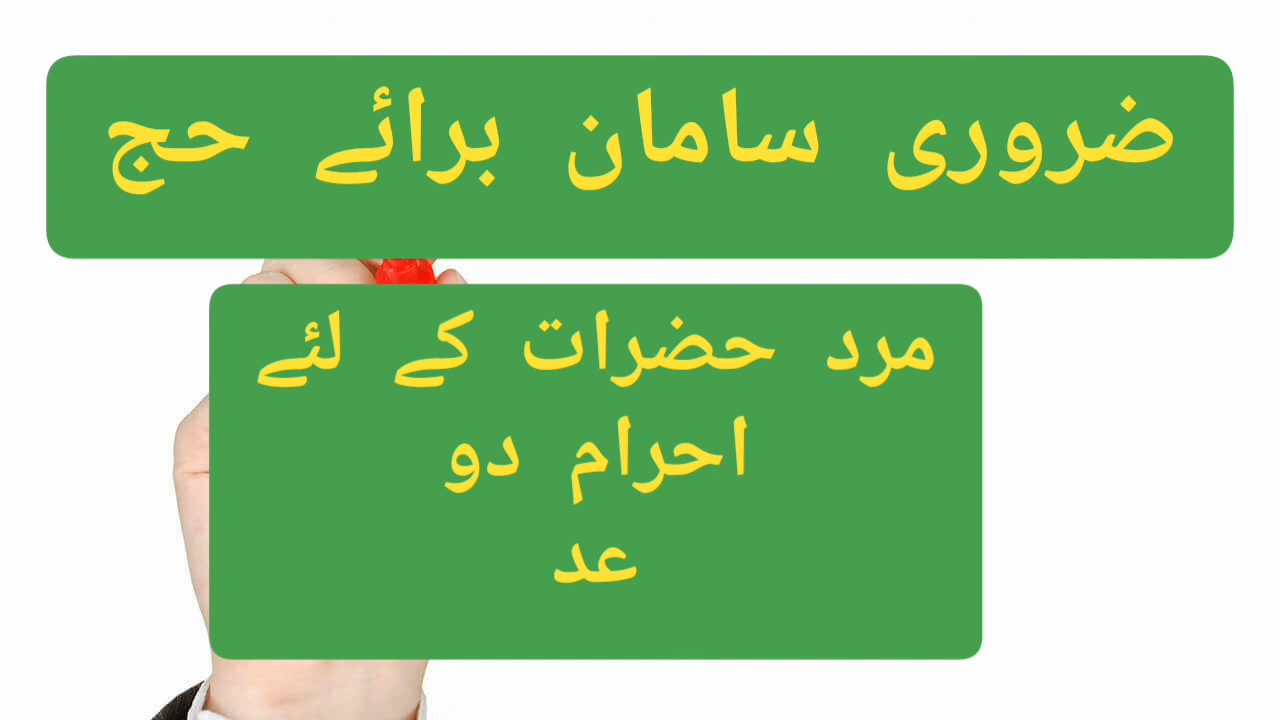 ضروری سامان برائے حج
مرد حضرات کے لئے
احرام دو
عد